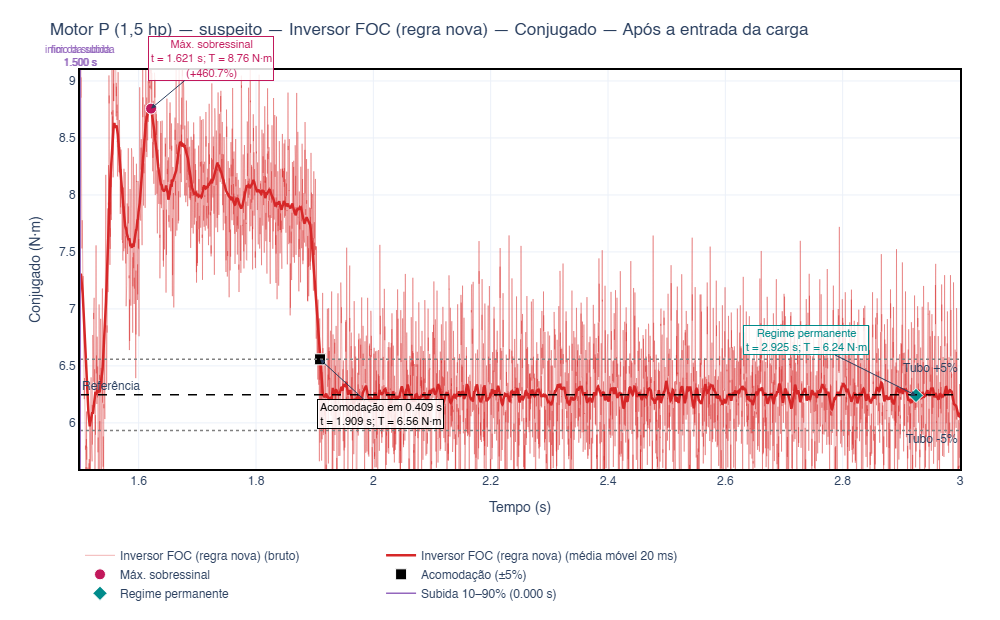 Motor P (1,5 hp) — suspeito — Inversor FOC (regra nova) — Conjugado — Após a entrada da carga
1.500 s
Máx. sobressinal
t = 1.621 s; T = 8.76 N·m
(+460.7%)
9
8.5
8
7.5
7
6.5
6
Conjugado (N·m)
Regime permanente
t = 2.925 s; T = 6.24 N·m
Tubo +5%
Referência
Acomodação em 0.409 s
t = 1.909 s; T = 6.56 N·m
Tubo -5%
1.6
1.8
2
2.2
2.4
2.6
2.8
3
Tempo (s)
Inversor FOC (regra nova) (bruto)
Inversor FOC (regra nova) (média móvel 20 ms)
Máx. sobressinal
Acomodação (±5%)
Regime permanente
Subida 10–90% (0.000 s)